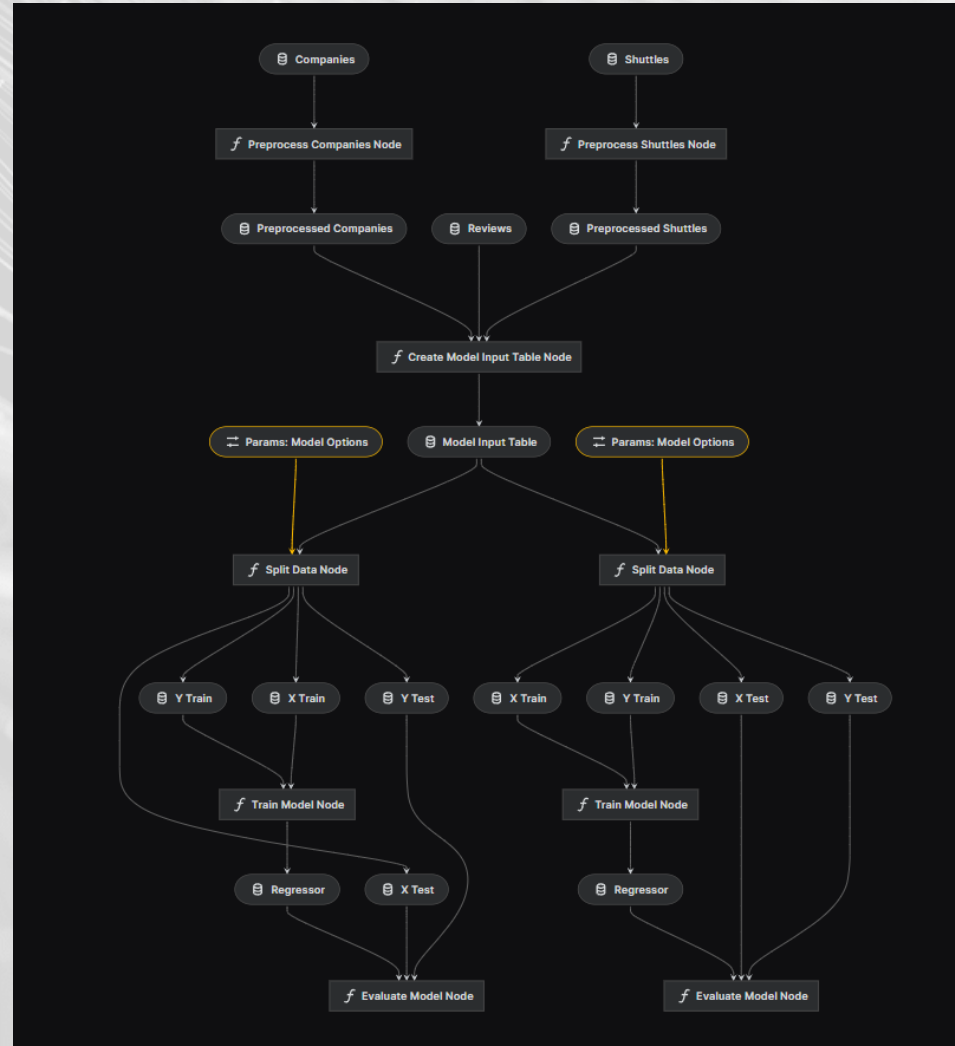 Companies
Shuttles
Preprocess Companies Node
Preprocess Shuttles Node
Preprocessed Companies
Reviews
Preprocessed Shuttles
Create Model Input Table Node
Params: Model Options
Model Input Table
Params: Model Options
Split Data Node
Split Data Node
Y Train
X Train
Y Test
X Train
Y Train
X Test
Y Test
Train Model Node
Train Model Node
Regressor
X Test
Regressor
Evaluate Model Node
Evaluate Model Node